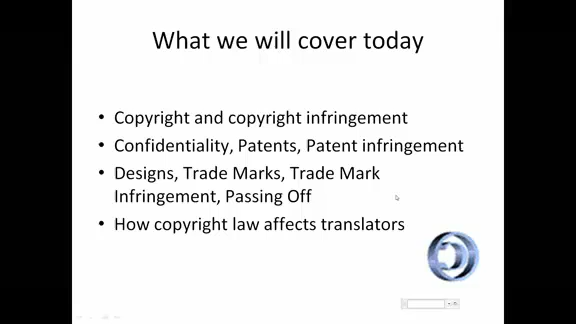 What we will cover today
• Copyright and copyright infringement
• Confidentiality, Patents, Patent infringement
• Designs, Trade Marks, Trade Mark
Infringement, Passing Off
• How copyright law affects translators